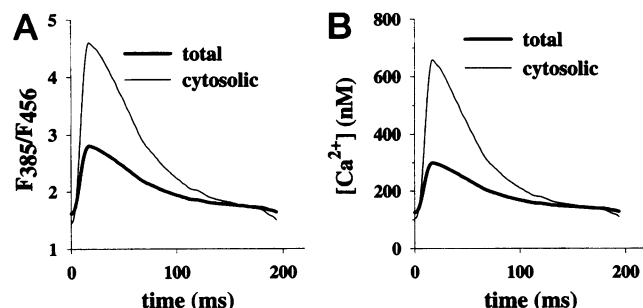 A
5
4
3
2
1
F385/F456
total
cytosolic
0
100
200
time (ms)
B
800
600
400
200
0
[Ca2+] (nM)
total
cytosolic
0
100
200
time (ms)